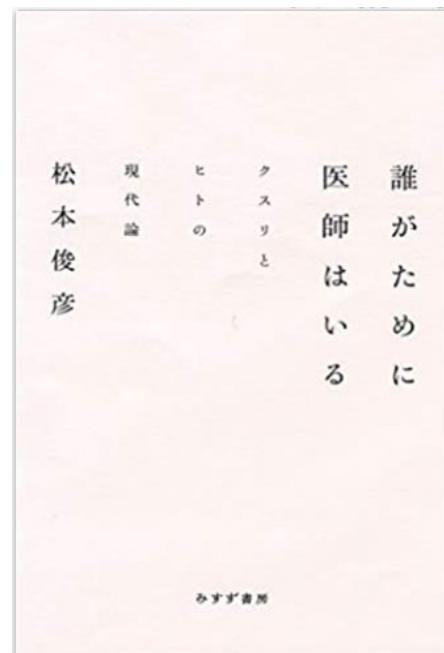 誰がために
医師はいる
クスリと
ヒトの
現代論
松本俊彦
みすず書房